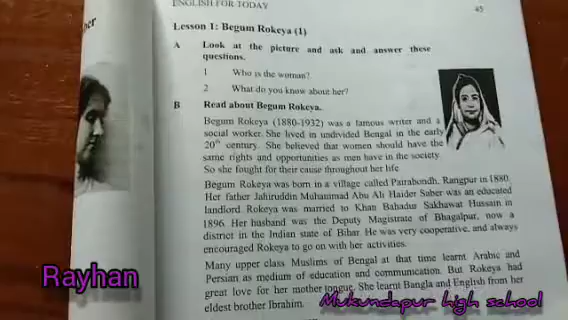 her
ENGLISH FOR TODAY
45
Lesson 1: Begum Rokeya (1)
A Look at the picture and ask and answer these
questions.
1 Who is the woman?
2 What do you know about her?
B Read about Begum Rokeya.
Begum Rokeya (1880-1932) was a famous writer and a
social worker. She lived in undivided Bengal in the early
20th century. She believed that women should have the
same rights and opportunities as men have in the society.
So she fought for their cause throughout her life
Begum Rokeya was born in a village called Pairabondh, Rangpur in 1880.
Her father Jahiruddin Muhammad Abu Ali Haider Saber was an educated
landlord Rokeya was married to Khan Bahadur Sakhawat Hussain in
1896. Her husband was the Deputy Magistrate of Bhagalpur, now a
district in the Indian state of Bihar. He was very cooperative, and always
encouraged Rokeya to go on with her activities.
Many upper class Muslims of Bengal at that time learnt Arabic and
Persian as medium of education and communication. But Rokeya had
great love for her mother tongue. She learnt Bangla and English from her
eldest brother Ibrahim.
Rayhan
Mukundapur high school